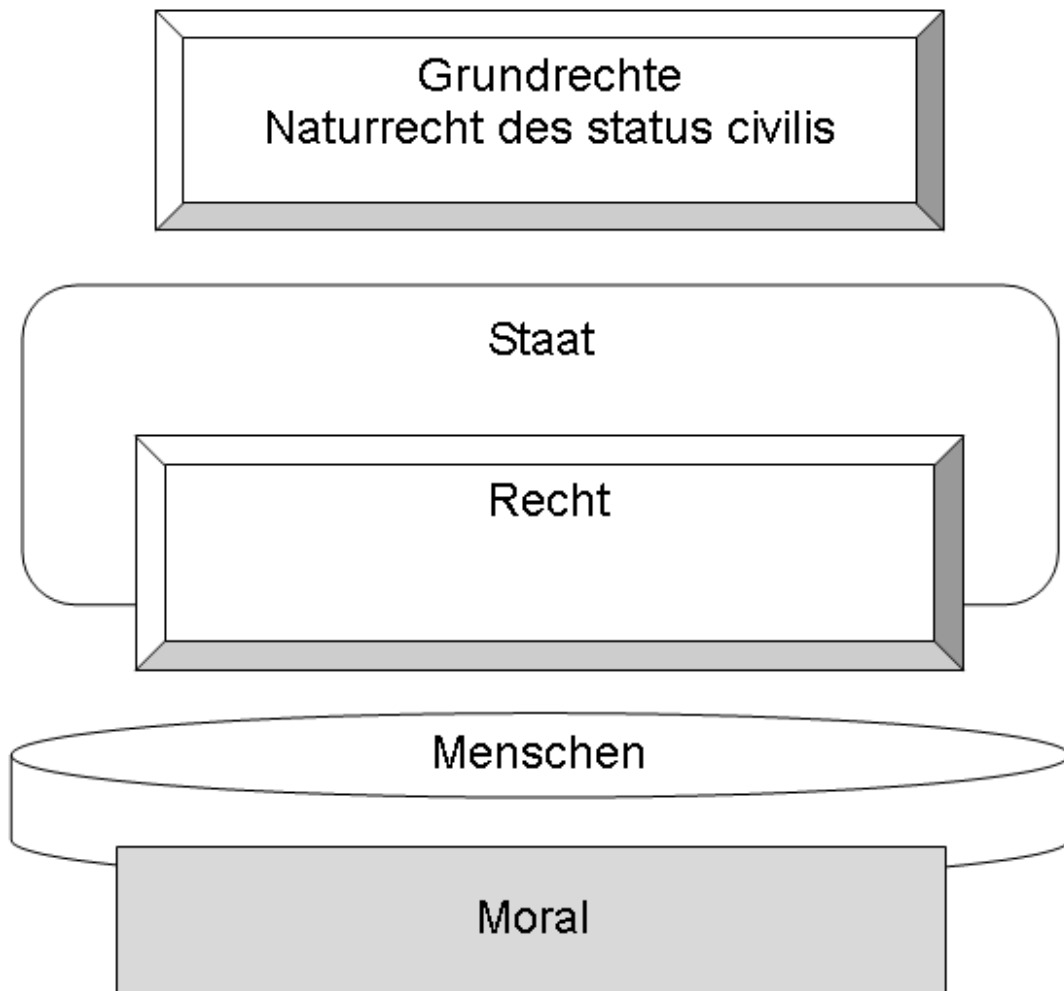 Grundrechte
Naturrecht des status civilis
Staat
Recht
Menschen
Moral